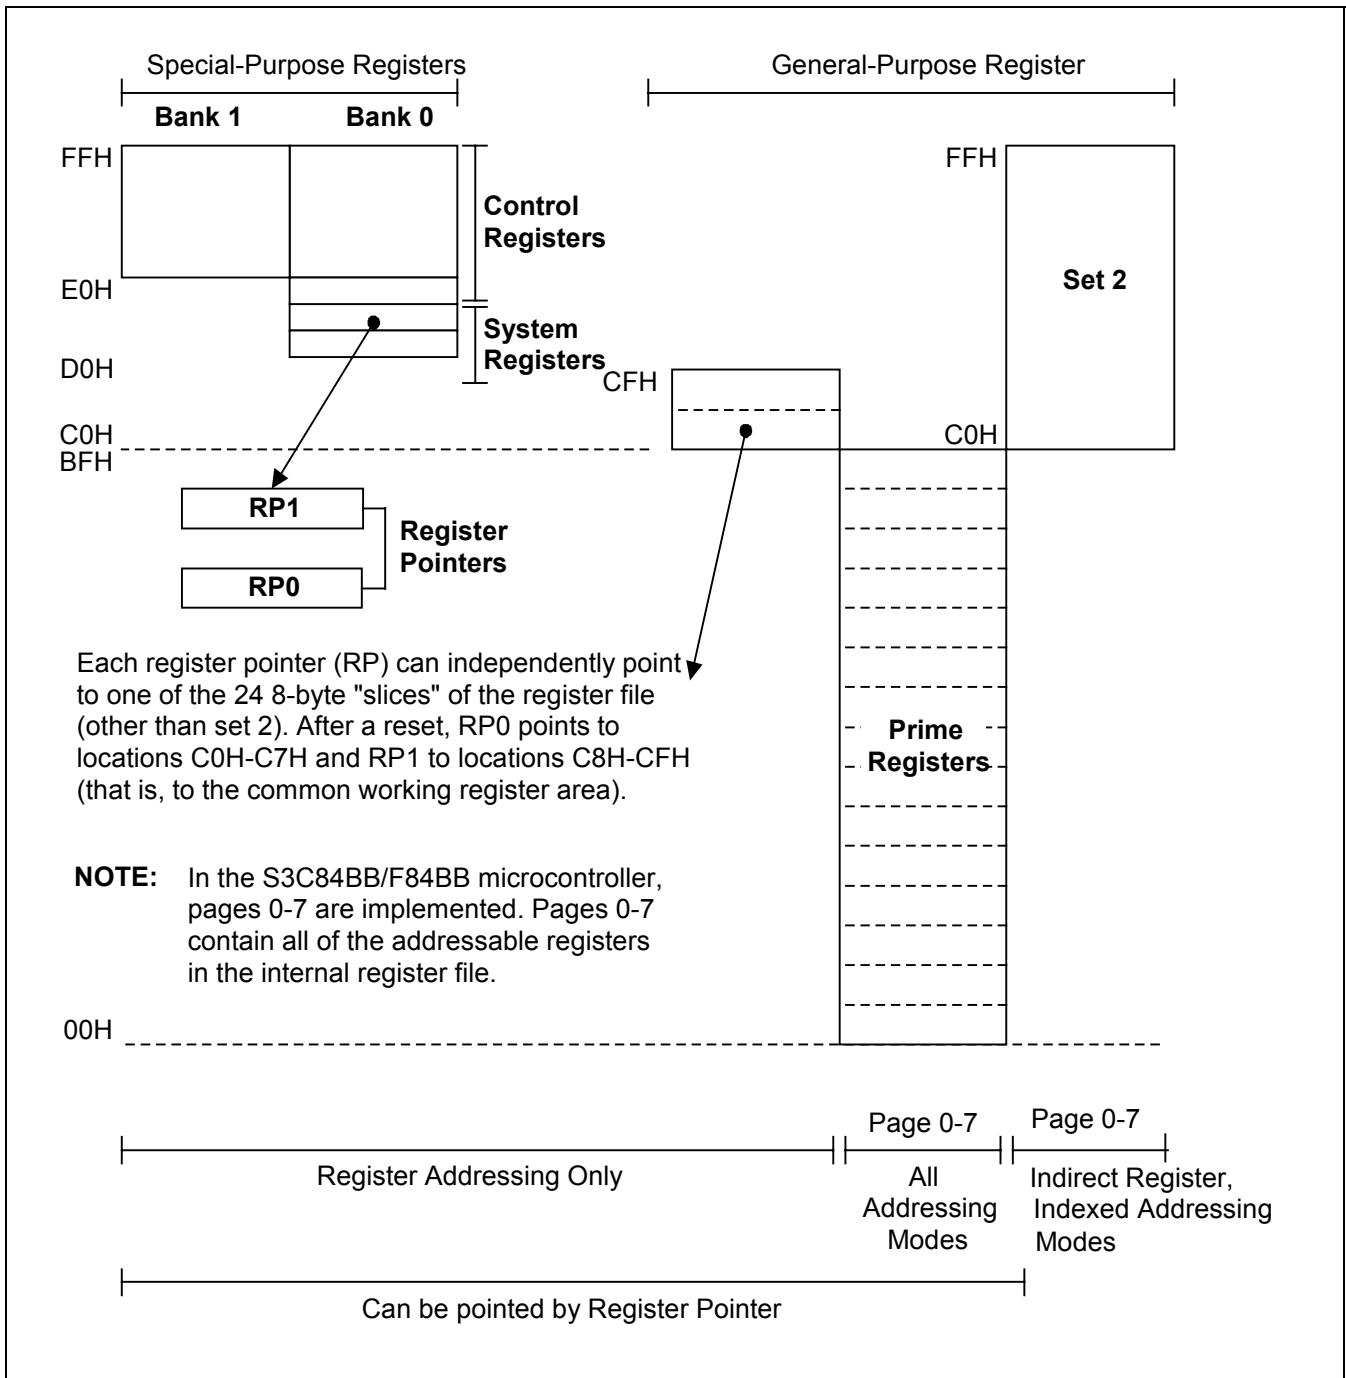 Special-Purpose Registers
General-Purpose Register
Bank 1
Bank 0
FFH
FFH
Control
Registers
E0H
Set 2
System
Registers
D0H
CFH
C0H
C0H
BFH
RP1
Register
Pointers
RP0
Each register pointer (RP) can independently point
to one of the 24 8-byte "slices" of the register file
(other than set 2). After a reset, RP0 points to
locations C0H-C7H and RP1 to locations C8H-CFH
(that is, to the common working register area).
Prime
Registers
NOTE: In the S3C84BB/F84BB microcontroller,
pages 0-7 are implemented. Pages 0-7
contain all of the addressable registers
in the internal register file.
00H
Page 0-7
Page 0-7
Register Addressing Only
All
Addressing
Modes
Indirect Register,
Indexed Addressing
Modes
Can be pointed by Register Pointer